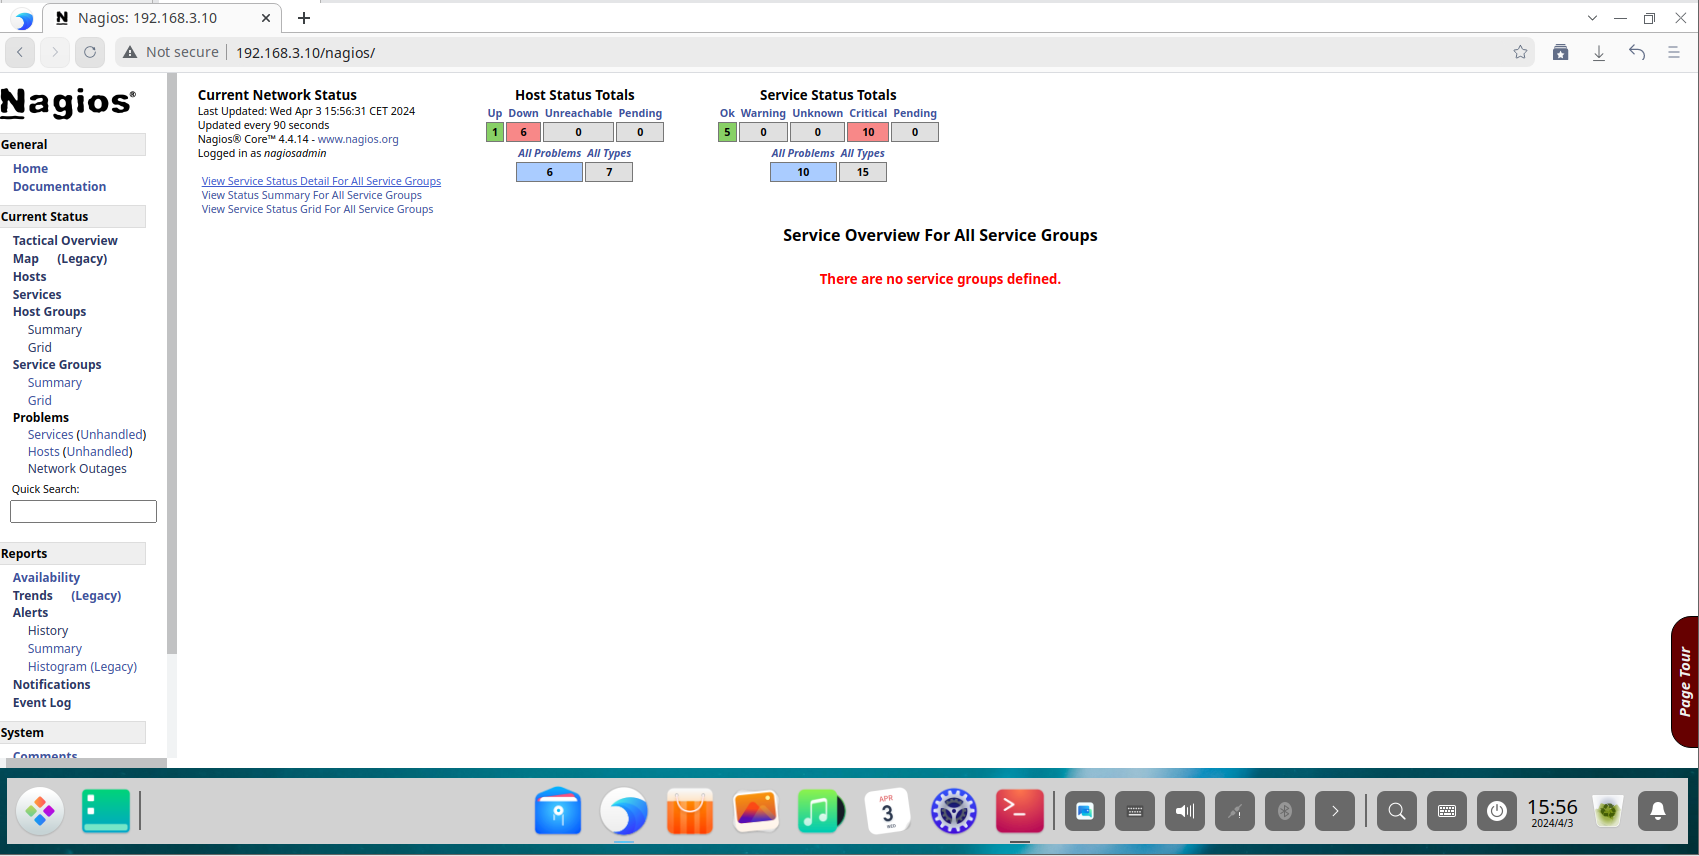 Nagios: 192.168.3.10
Not secure
192.168.3.10/nagios/
Nagios®
General
Home
Documentation
Current Status
Tactical Overview
Map (Legacy)
Hosts
Services
Host Groups
Summary
Grid
Service Groups
Summary
Grid
Problems
Services (Unhandled)
Hosts (Unhandled)
Network Outages
Quick Search:
Reports
Availability
Trends (Legacy)
Alerts
History
Summary
Histogram (Legacy)
Notifications
Event Log
System
Comments
Current Network Status
Last Updated: Wed Apr 3 15:56:31 CET 2024
Updated every 90 seconds
Nagios® Core™ 4.4.14 - www.nagios.org
Logged in as nagiosadmin
View Service Status Detail For All Service Groups
View Status Summary For All Service Groups
View Service Status Grid For All Service Groups
Host Status Totals
Up Down Unreachable Pending
1 6 0 0
All Problems All Types
6 7
Service Status Totals
Ok Warning Unknown Critical Pending
5 0 0 10 0
All Problems All Types
10 15
Service Overview For All Service Groups
There are no service groups defined.
Page Tour
APR
3
WED
15:56
2024/4/3